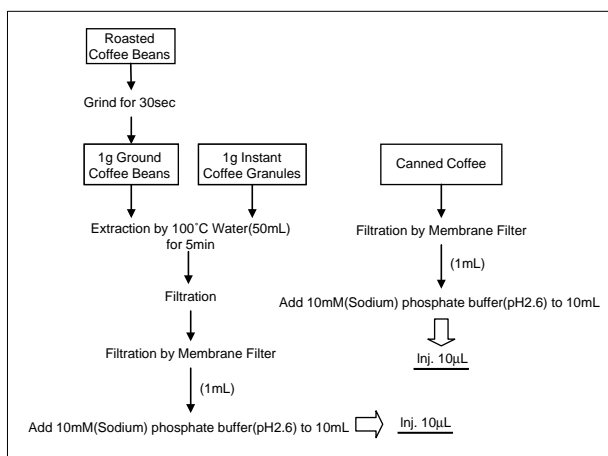 Roasted
Coffee Beans
Grind for 30sec
1g Ground
Coffee Beans
1g Instant
Coffee Granules
Extraction by 100˚C Water(50mL)
for 5min
Filtration
Filtration by Membrane Filter
(1mL)
Add 10mM(Sodium) phosphate buffer(pH2.6) to 10mL
Inj. 10µL
Canned Coffee
Filtration by Membrane Filter
(1mL)
Add 10mM(Sodium) phosphate buffer(pH2.6) to 10mL
Inj. 10µL